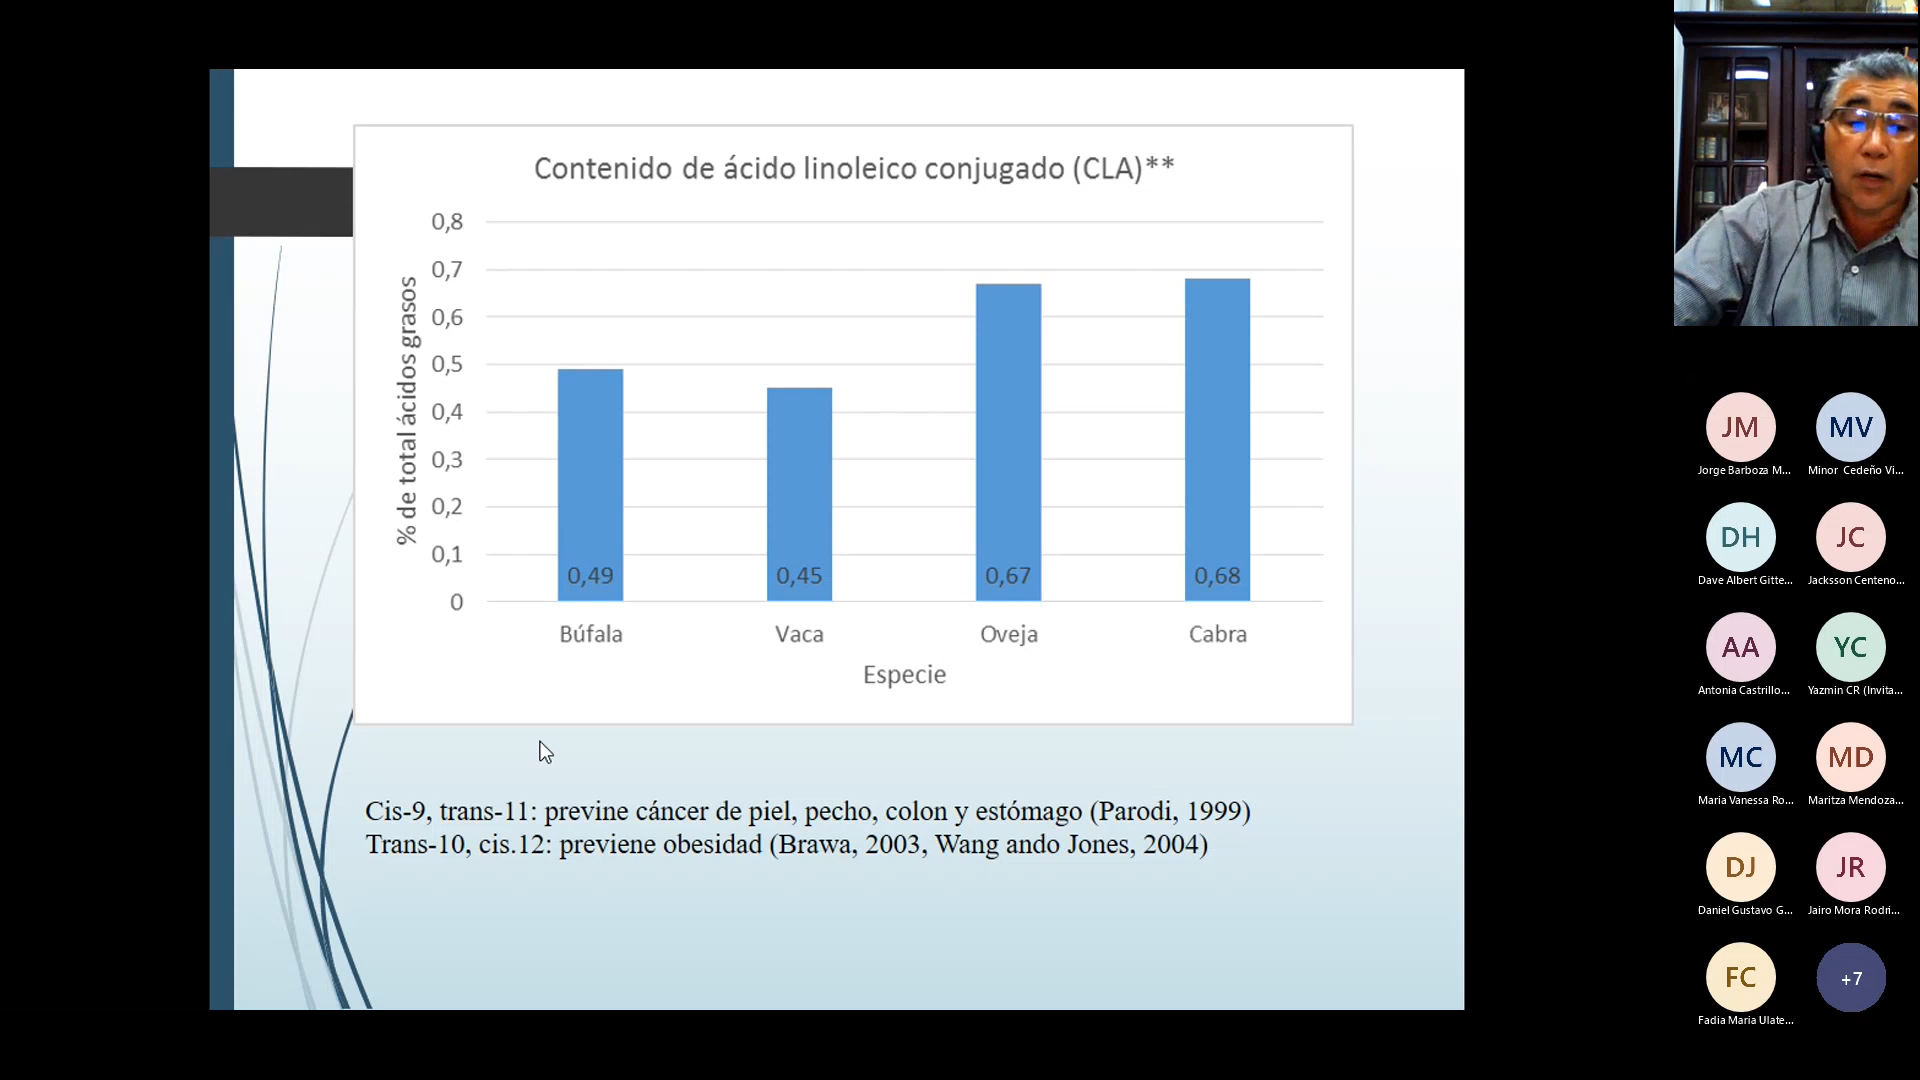 Contenido de ácido linoleico conjugado (CLA)**
% de total ácidos grasos
0,8
0,7
0,6
0,5
0,4
0,3
0,2
0,1
0
0,49
0,45
0,67
0,68
Búfala
Vaca
Oveja
Cabra
Especie
Cis-9, trans-11: previne cáncer de piel, pecho, colon y estómago (Parodi, 1999)
Trans-10, cis.12: previene obesidad (Brawa, 2003, Wang ando Jones, 2004)
JM
Jorge Barboza M...
MV
Minor Cedeño Vi...
DH
Dave Albert Gitte...
JC
Jacksson Centeno...
AA
Antonia Castrillo...
YC
Yazmin CR (Invita...
MC
Maria Vanessa Ro...
MD
Maritza Mendoza...
DJ
Daniel Gustavo G...
JR
Jairo Mora Rodri...
FC
Fadia Maria Ulate...
+7